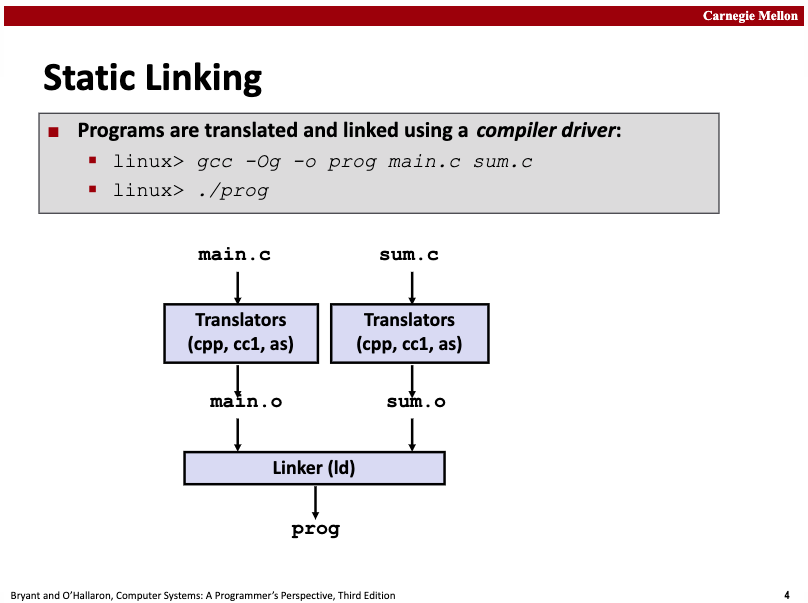 Carnegie Mellon
Static Linking
Programs are translated and linked using a compiler driver:
linux> gcc -Og -o prog main.c sum.c
linux> ./prog
main.c sum.c
Translators Translators
(cpp, cc1, as) (cpp, cc1, as)
main.o sum.o
Linker (ld)
prog
Bryant and O’Hallaron, Computer Systems: A Programmer’s Perspective, Third Edition 4